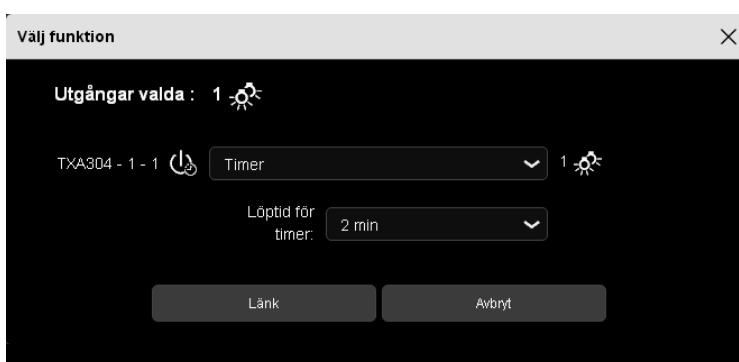 Välj funktion
Utgångar valda : 1
TXA304 - 1 - 1 Timer 1
Löptid för
timer: 2 min
Länk Avbryt